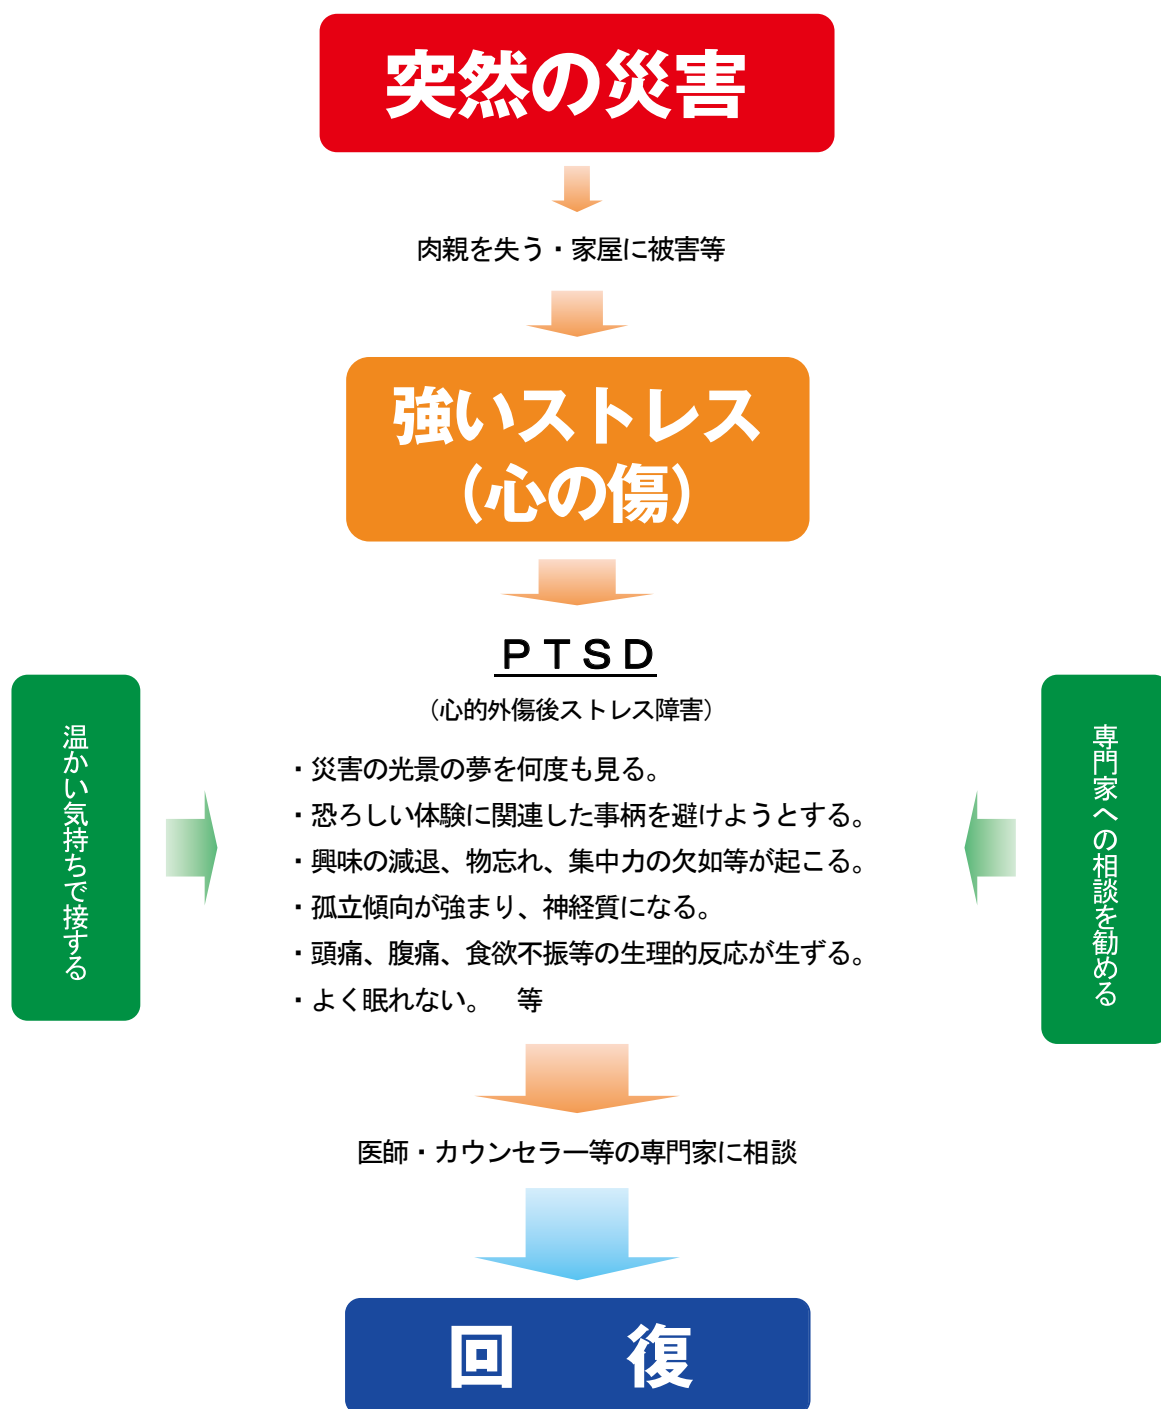 突然の災害
肉親を失う・家屋に被害等
強いストレス
（心の傷）
ＰＴＳＤ
（心的外傷後ストレス障害）
・災害の光景の夢を何度も見る。
・恐ろしい体験に関連した事柄を避けようとする。
・興味の減退、物忘れ、集中力の欠如等が起こる。
・孤立傾向が強まり、神経質になる。
・頭痛、腹痛、食欲不振等の生理的反応が生ずる。
・よく眠れない。　等
温かい気持ちで接する
専門家への相談を勧める
医師・カウンセラー等の専門家に相談
回　復